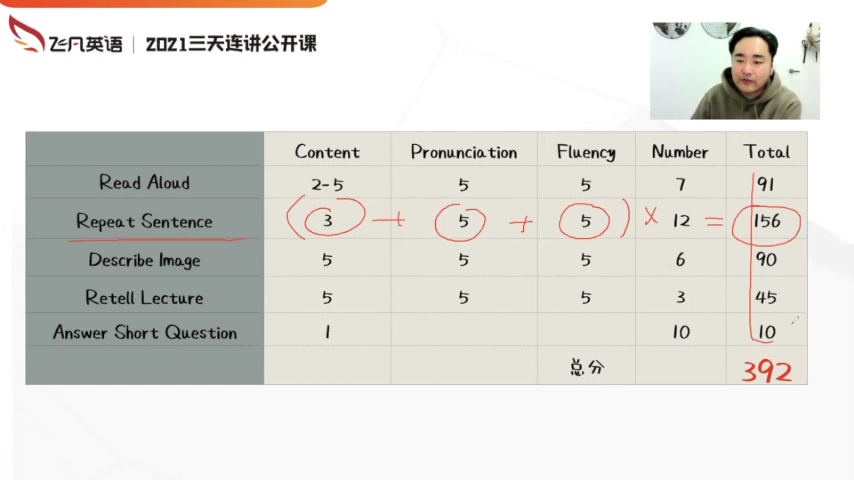 飞凡英语 | 2021三天连讲公开课
Content Pronunciation Fluency Number Total
Read Aloud 2-5 5 5 7 91
Repeat Sentence (3 + 5 + 5) × 12 = 156
Describe Image 5 5 5 6 90
Retell Lecture 5 5 5 3 45
Answer Short Question 1 10 10
总分 392